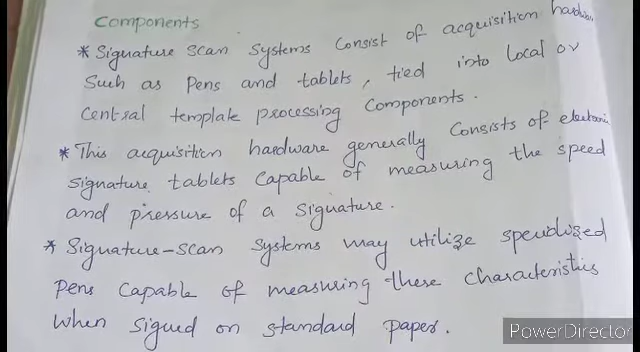 Components
* Signature scan systems consist of acquisition
such as pens and tablets, tied into local or
central template processing components.
* This acquisition hardware generally consists of
signature tablets capable of measuring the speed
and pressure of a signature.
* Signature-scan systems may utilize
pens capable of measuring these characteristics
when signed on standard paper.
PowerDirector